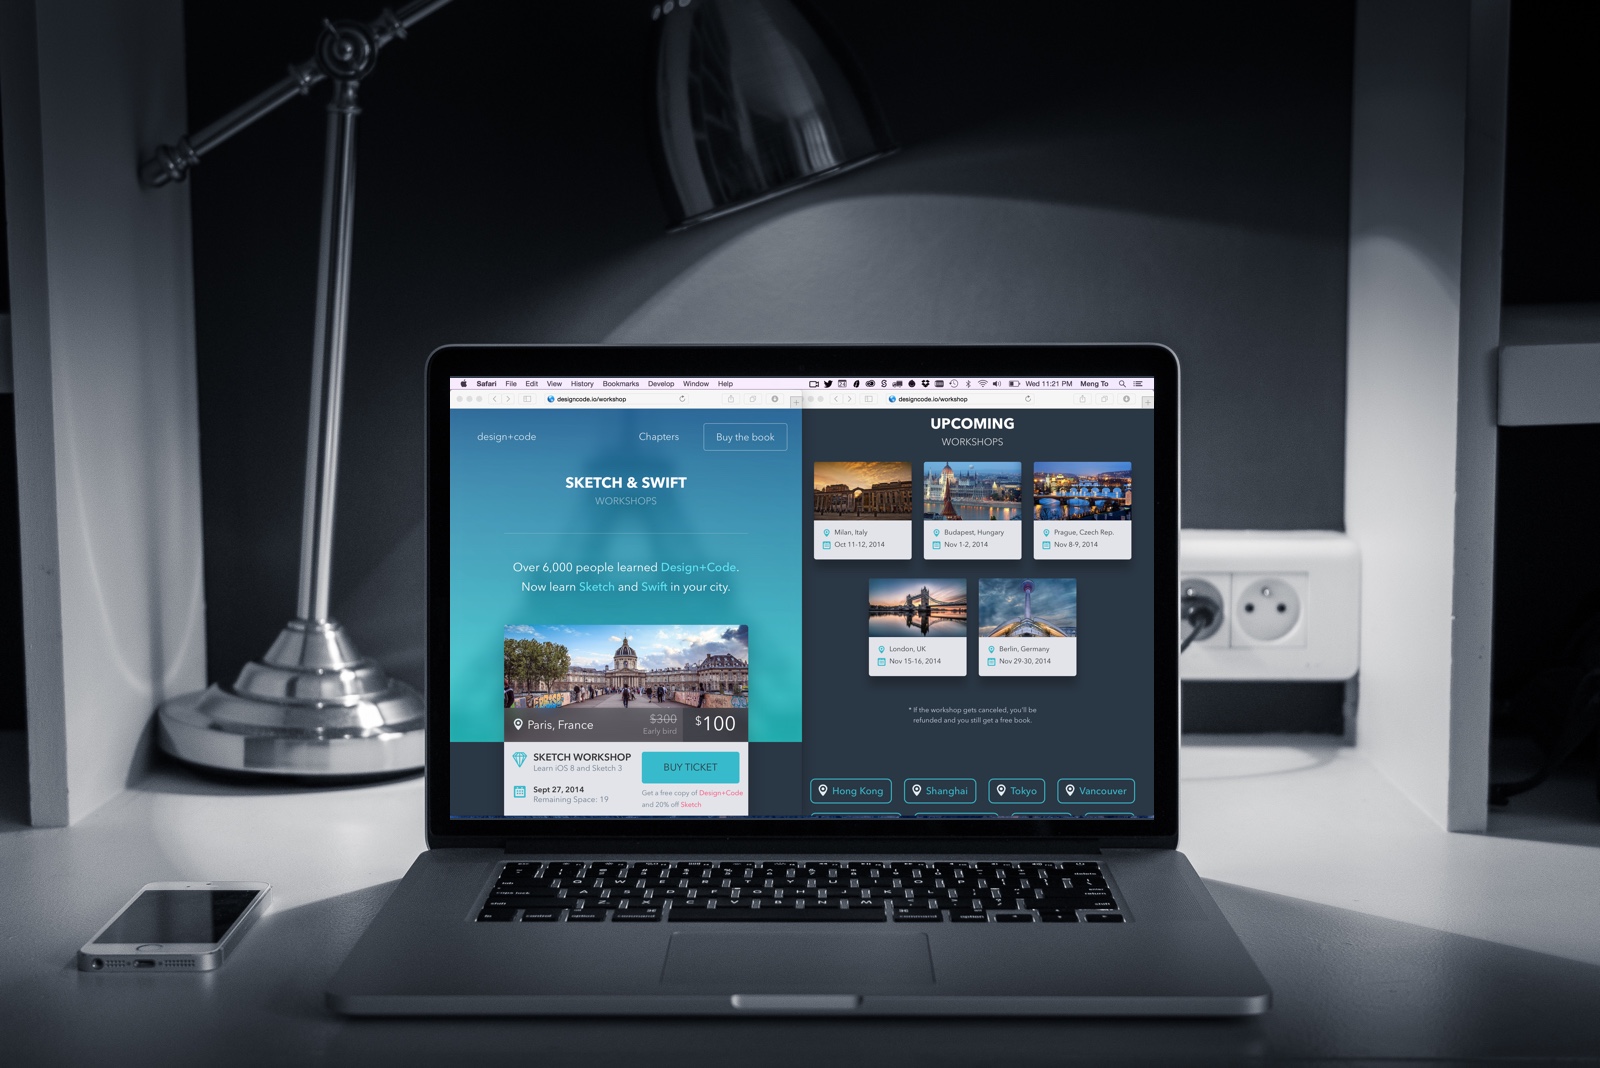 Safari File Edit View History Bookmarks Develop Window Help
Wed 11:21 PM Meng To
designcode.io/workshop
designcode.io/workshop
design+code
Chapters
Buy the book
SKETCH & SWIFT
WORKSHOPS
Over 6,000 people learned Design+Code.
Now learn Sketch and Swift in your city.
Paris, France
$300
Early bird
$100
SKETCH WORKSHOP
Learn iOS 8 and Sketch 3
Sept 27, 2014
Remaining Space: 19
BUY TICKET
Get a free copy of Design+Code
and 20% off Sketch
UPCOMING
WORKSHOPS
Milan, Italy
Oct 11-12, 2014
Budapest, Hungary
Nov 1-2, 2014
Prague, Czech Rep.
Nov 8-9, 2014
London, UK
Nov 15-16, 2014
Berlin, Germany
Nov 29-30, 2014
* If the workshop gets canceled, you'll be
refunded and you still get a free book.
Hong Kong
Shanghai
Tokyo
Vancouver